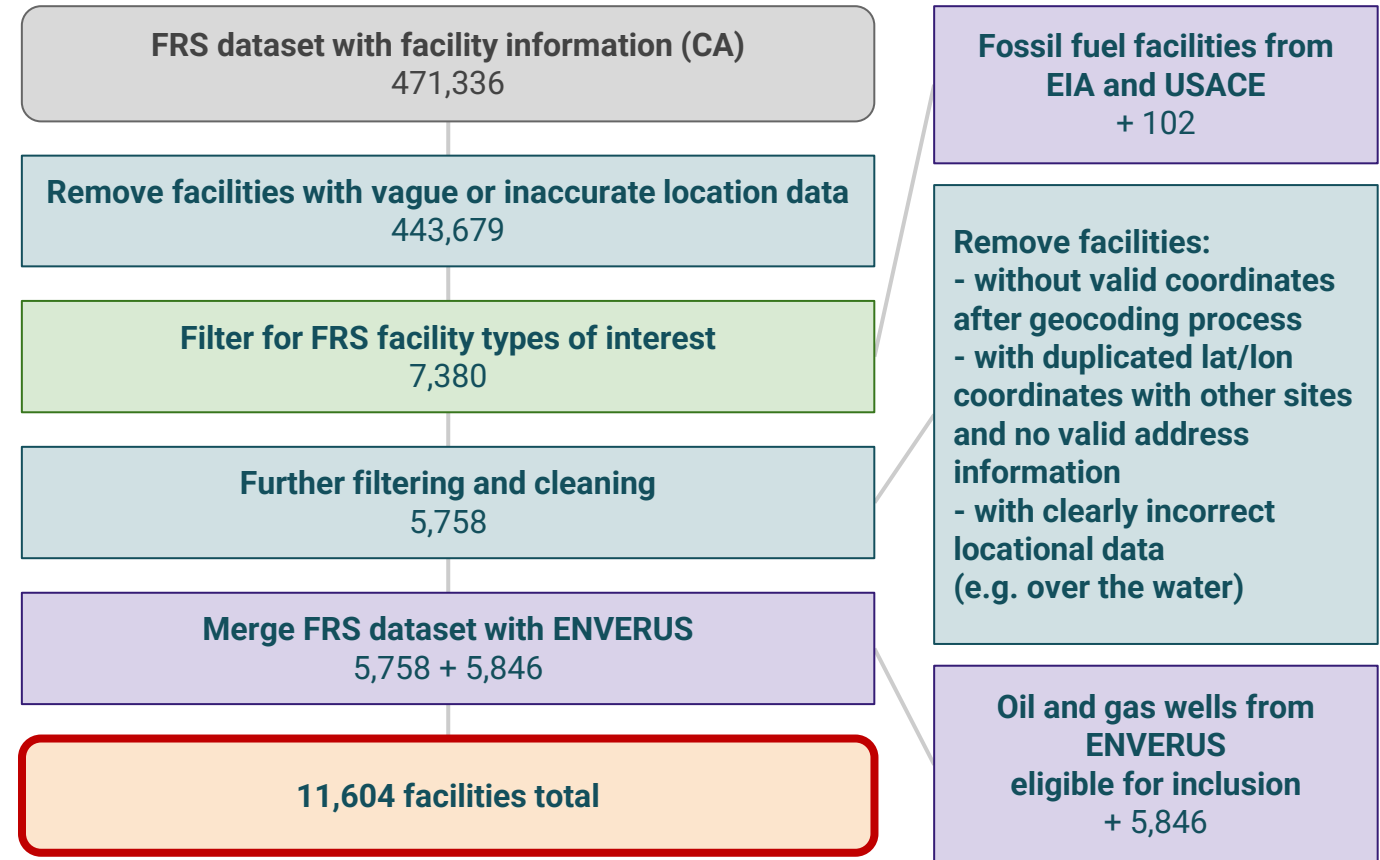 FRS dataset with facility information (CA)
471,336
Remove facilities with vague or inaccurate location data
443,679
Filter for FRS facility types of interest
7,380
Further filtering and cleaning
5,758
Merge FRS dataset with ENVERUS
5,758 + 5,846
11,604 facilities total
Fossil fuel facilities from
EIA and USACE
+ 102
Remove facilities:
- without valid coordinates
after geocoding process
- with duplicated lat/lon
coordinates with other sites
and no valid address
information
- with clearly incorrect
locational data
(e.g. over the water)
Oil and gas wells from
ENVERUS
eligible for inclusion
+ 5,846